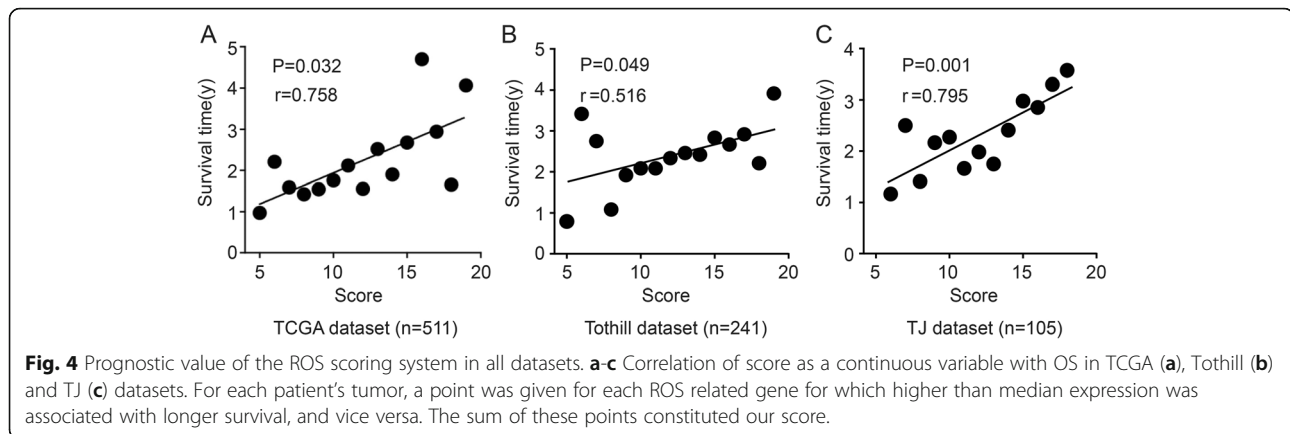 A
P=0.032
r=0.758
Survival time(y)
5
4
3
2
1
0
5 10 15 20
Score
TCGA dataset (n=511)
B
P=0.049
r=0.516
Survival time(y)
5
4
3
2
1
0
5 10 15 20
Score
Tothill dataset (n=241)
C
P=0.001
r=0.795
Survival time(y)
4
3
2
1
0
5 10 15 20
Score
TJ dataset (n=105)
Fig. 4 Prognostic value of the ROS scoring system in all datasets. a-c Correlation of score as a continuous variable with OS in TCGA (a), Tothill (b)
and TJ (c) datasets. For each patient's tumor, a point was given for each ROS related gene for which higher than median expression was
associated with longer survival, and vice versa. The sum of these points constituted our score.